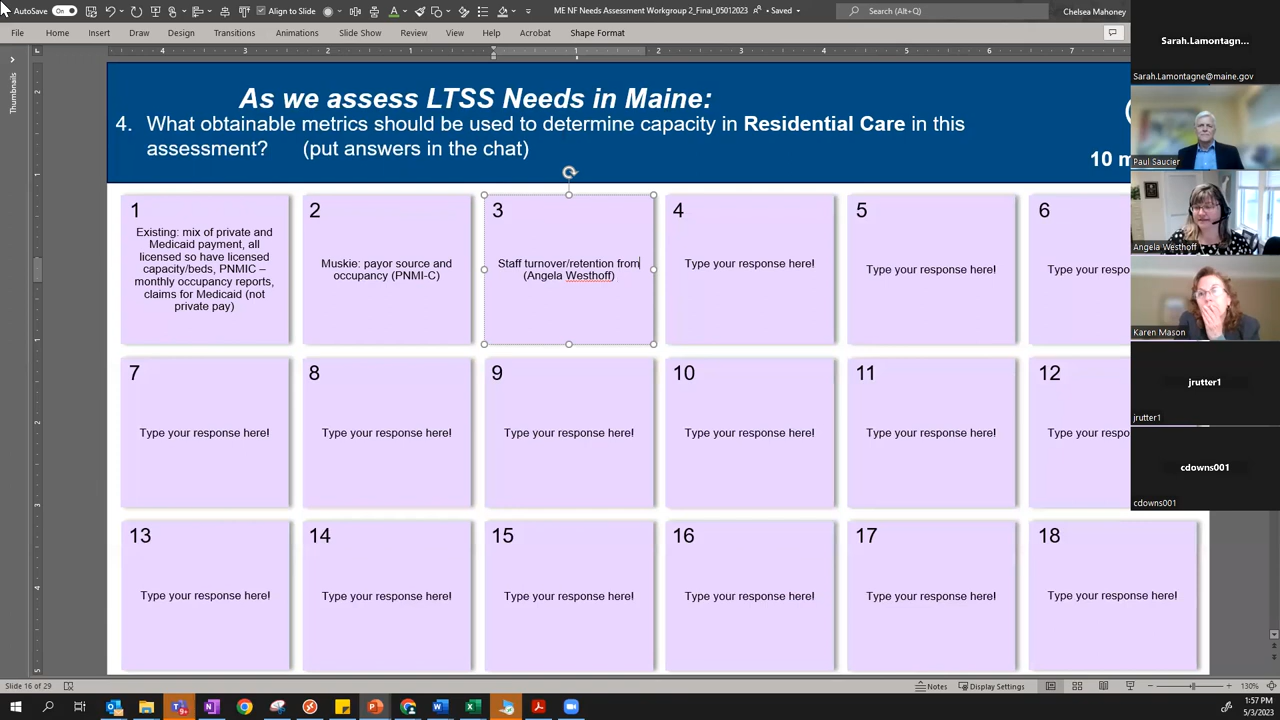 AutoSave
On
Align to Slide
ME NF Needs Assessment Workgroup 2_Final_05012023
• Saved
Search (Alt+Q)
Chelsea Mahoney
File
Home
Insert
Draw
Design
Transitions
Animations
Slide Show
Review
View
Help
Acrobat
Shape Format
Thumbnails
As we assess LTSS Needs in Maine:
4. What obtainable metrics should be used to determine capacity in Residential Care in this
assessment? (put answers in the chat)
10 m
1
Existing: mix of private and
Medicaid payment, all
licensed so have licensed
capacity/beds, PNMIC –
monthly occupancy reports,
claims for Medicaid (not
private pay)
2
Muskie: payor source and
occupancy (PNMI-C)
3
Staff turnover/retention from
(Angela Westhoff)
4
Type your response here!
5
Type your response here!
6
Type your respo
7
Type your response here!
8
Type your response here!
9
Type your response here!
10
Type your response here!
11
Type your response here!
12
Type your respo
13
Type your response here!
14
Type your response here!
15
Type your response here!
16
Type your response here!
17
Type your response here!
18
Type your response here!
Sarah.Lamontagn...
Sarah.Lamontagne@maine.gov
Paul Saucier
Angela Westhoff
Karen Mason
jrutter1
jrutter1
cdowns001
cdowns001
Slide 16 of 29
Notes
Display Settings
130%
1:57 PM
5/3/2023